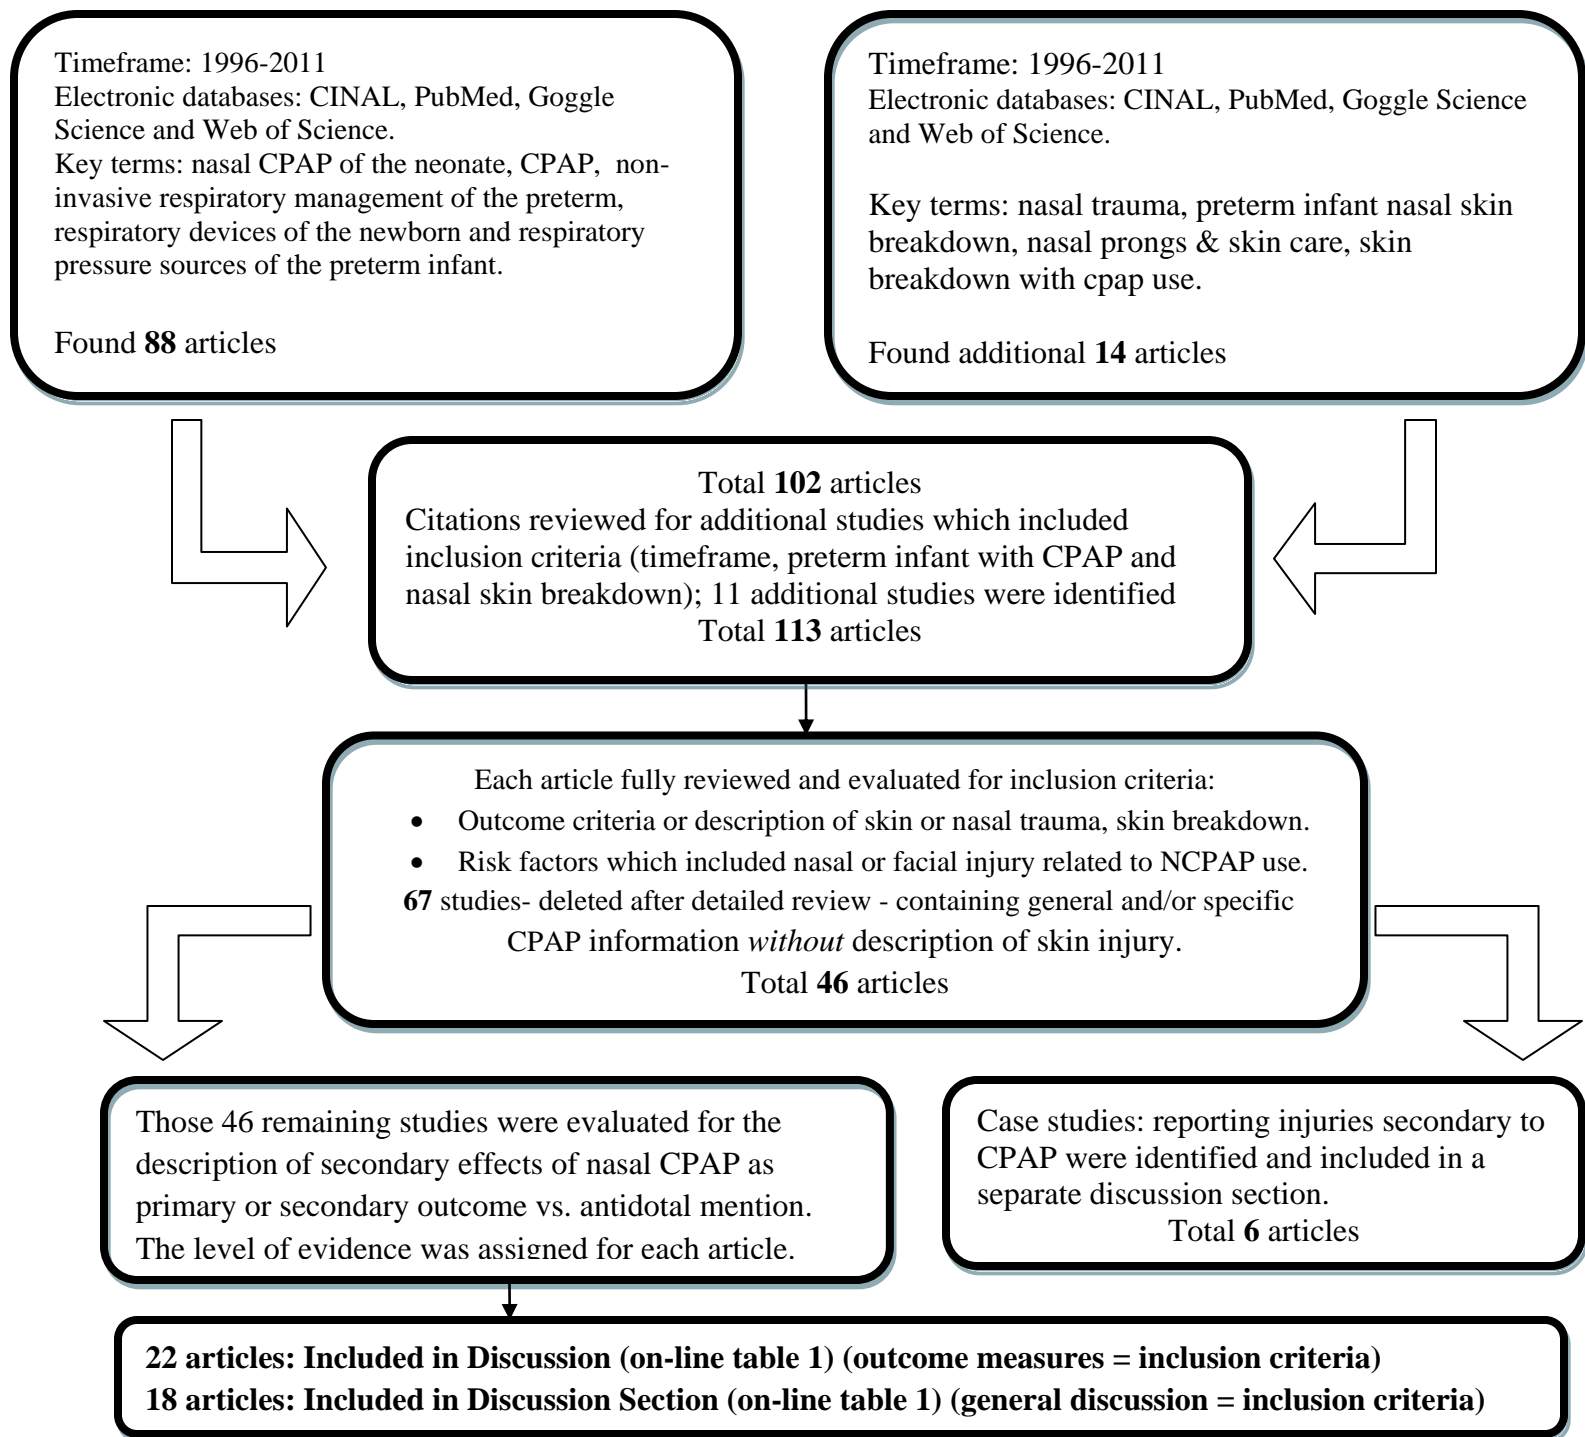 Timeframe: 1996-2011
Electronic databases: CINAL, PubMed, Goggle
Science and Web of Science.
Key terms: nasal CPAP of the neonate, CPAP, non-
invasive respiratory management of the preterm,
respiratory devices of the newborn and respiratory
pressure sources of the preterm infant.
Found 88 articles
Timeframe: 1996-2011
Electronic databases: CINAL, PubMed, Goggle Science
and Web of Science.
Key terms: nasal trauma, preterm infant nasal skin
breakdown, nasal prongs & skin care, skin
breakdown with cpap use.
Found additional 14 articles
Total 102 articles
Citations reviewed for additional studies which included
inclusion criteria (timeframe, preterm infant with CPAP and
nasal skin breakdown); 11 additional studies were identified
Total 113 articles
Each article fully reviewed and evaluated for inclusion criteria:
• Outcome criteria or description of skin or nasal trauma, skin breakdown.
• Risk factors which included nasal or facial injury related to NCPAP use.
67 studies- deleted after detailed review - containing general and/or specific
CPAP information without description of skin injury.
Total 46 articles
Those 46 remaining studies were evaluated for the
description of secondary effects of nasal CPAP as
primary or secondary outcome vs. antidotal mention.
The level of evidence was assigned for each article.
Case studies: reporting injuries secondary to
CPAP were identified and included in a
separate discussion section.
Total 6 articles
22 articles: Included in Discussion (on-line table 1) (outcome measures = inclusion criteria)
18 articles: Included in Discussion Section (on-line table 1) (general discussion = inclusion criteria)